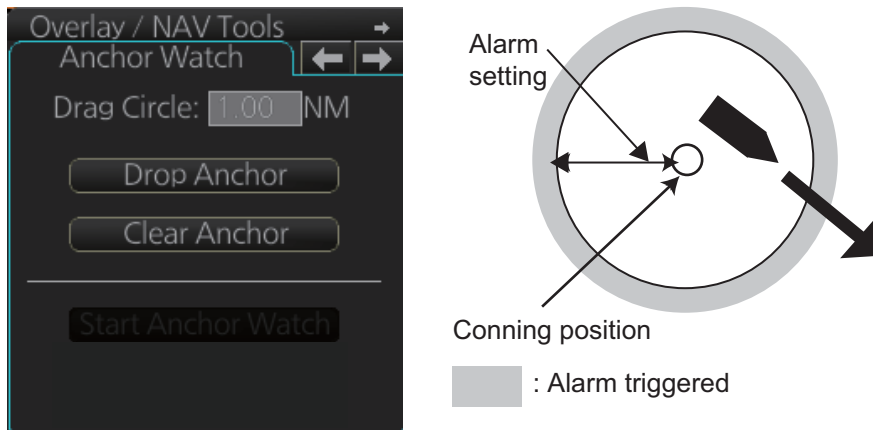 Overlay / NAV Tools
Anchor Watch
Drag Circle: 1.00 NM
Drop Anchor
Clear Anchor
Start Anchor Watch
Alarm
setting
Conning position
: Alarm triggered